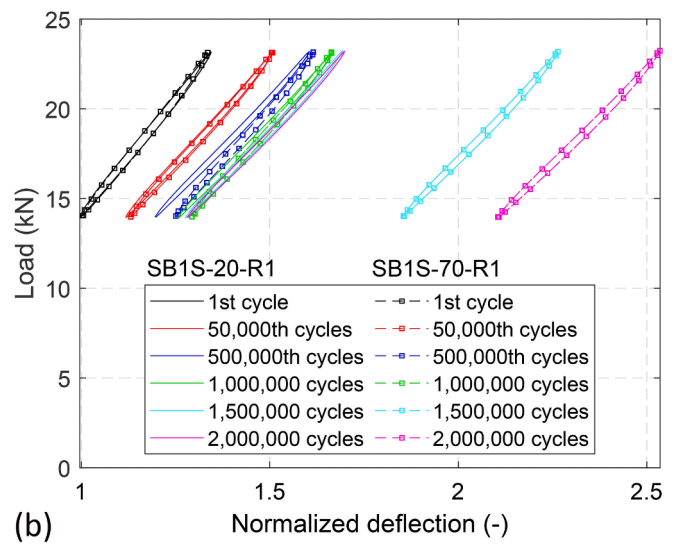 25
20
15
10
5
0
Load (kN)
SB1S-20-R1 SB1S-70-R1
1st cycle 1st cycle
50,000th cycles 50,000th cycles
500,000th cycles 500,000th cycles
1,000,000 cycles 1,000,000 cycles
1,500,000 cycles 1,500,000 cycles
2,000,000 cycles 2,000,000 cycles
1 1.5 2 2.5
(b) Normalized deflection (-)